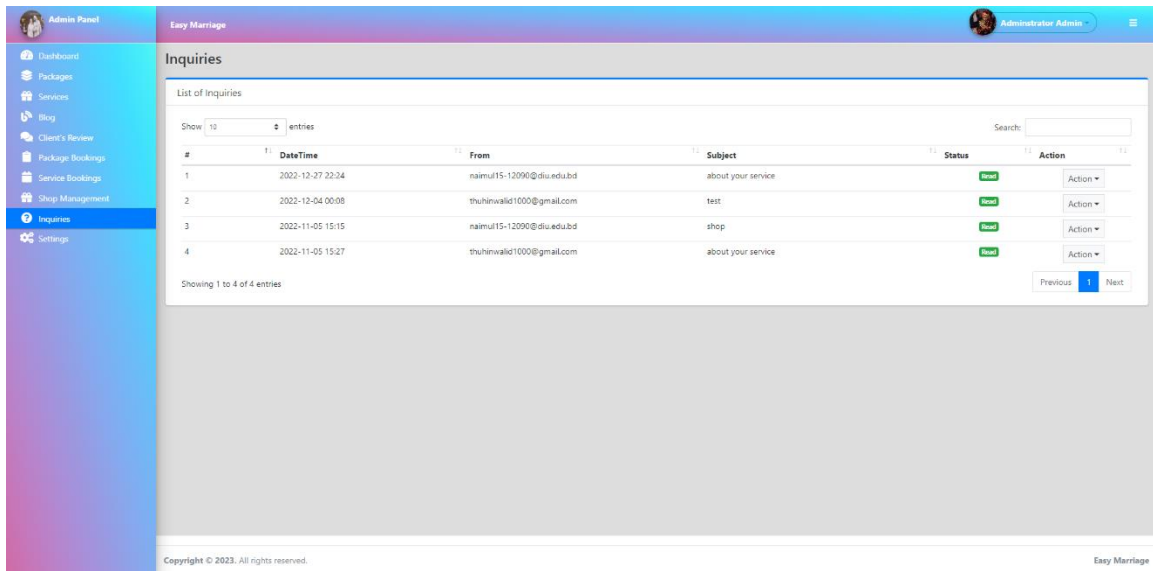 Admin Panel
Easy Marriage
Adminstrator Admin
Dashboard
Packages
Services
Blog
Client's Review
Package Bookings
Service Bookings
Shop Management
Inquiries
Settings
Inquiries
List of Inquiries
Show 10 entries
Search:
# DateTime From Subject Status Action
1 2022-12-27 22:24 naimul15-12090@diu.edu.bd about your service Read Action
2 2022-12-04 00:08 thuhinwalid1000@gmail.com test Read Action
3 2022-11-05 15:15 naimul15-12090@diu.edu.bd shop Read Action
4 2022-11-05 15:27 thuhinwalid1000@gmail.com about your service Read Action
Showing 1 to 4 of 4 entries
Previous 1 Next
Copyright © 2023. All rights reserved.
Easy Marriage